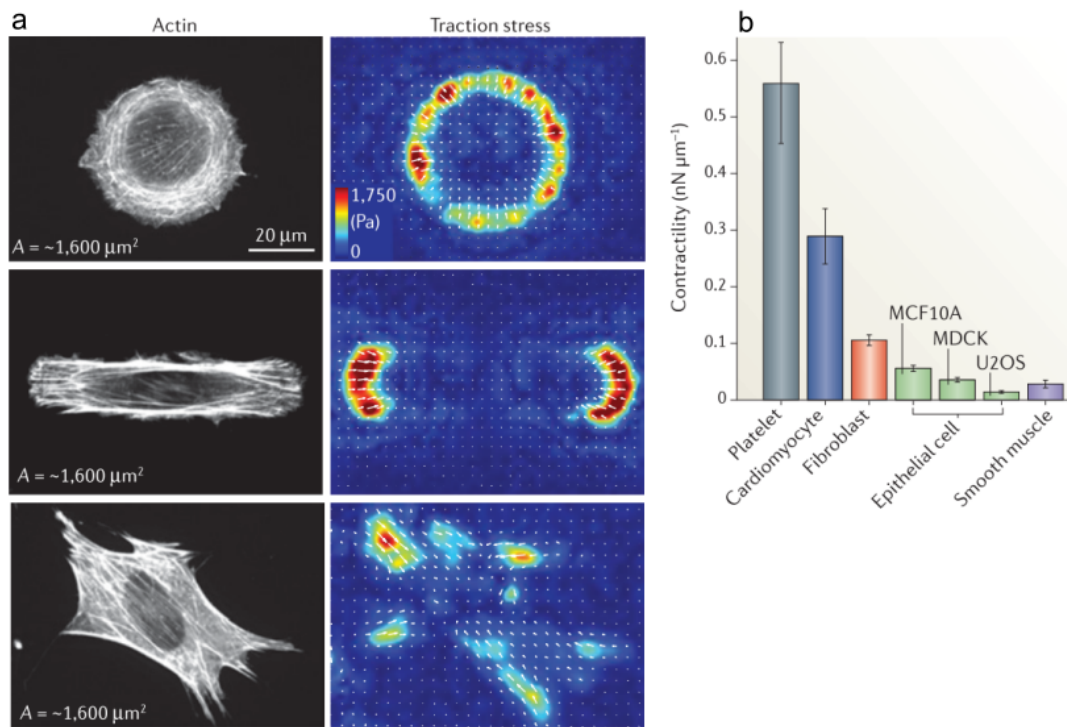 a
Actin
Traction stress
A = ~1,600 µm²
20 µm
1,750
(Pa)
0
A = ~1,600 µm²
A = ~1,600 µm²
b
Contractility (nN µm⁻¹)
0.6
0.5
0.4
0.3
0.2
0.1
0
MCF10A
MDCK
U2OS
Platelet
Cardiomyocyte
Fibroblast
Epithelial cell
Smooth muscle